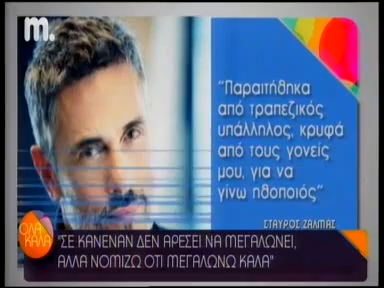 m.
"Παραιτήθηκα
από τραπεζικός
υπάλληλος, κρυφά
από τους γονείς
μου, για να
γίνω ηθοποιός"
ΣΤΑΥΡΟΣ ΖΑΛΜΑΣ
ΟΛΑ
ΚΑΛΑ
"ΣΕ ΚΑΝΕΝΑΝ ΔΕΝ ΑΡΕΣΕΙ ΝΑ ΜΕΓΑΛΩΝΕΙ,
ΑΛΛΑ ΝΟΜΙΖΩ ΟΤΙ ΜΕΓΑΛΩΝΩ ΚΑΛΑ"